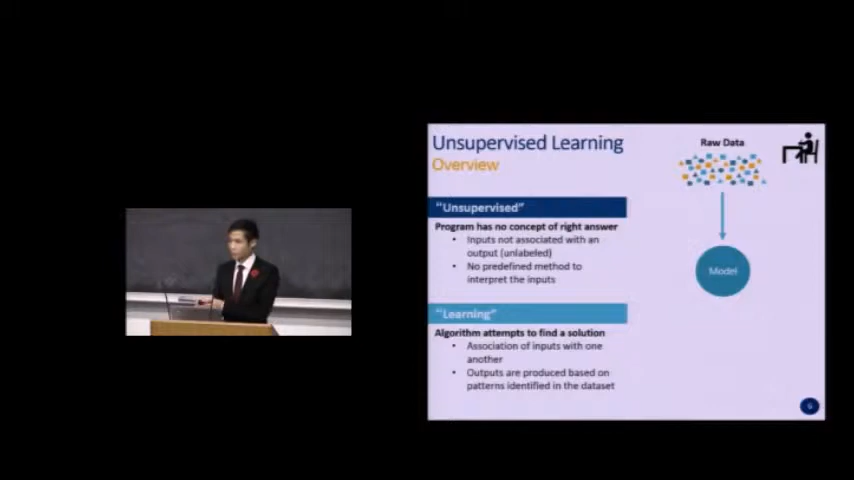 Unsupervised Learning
Overview
Raw Data
"Unsupervised"
Program has no concept of right answer
• Inputs not associated with an
output (unlabeled)
• No predefined method to
interpret the inputs
Model
"Learning"
Algorithm attempts to find a solution
• Association of inputs with one
another
• Outputs are produced based on
patterns identified in the dataset